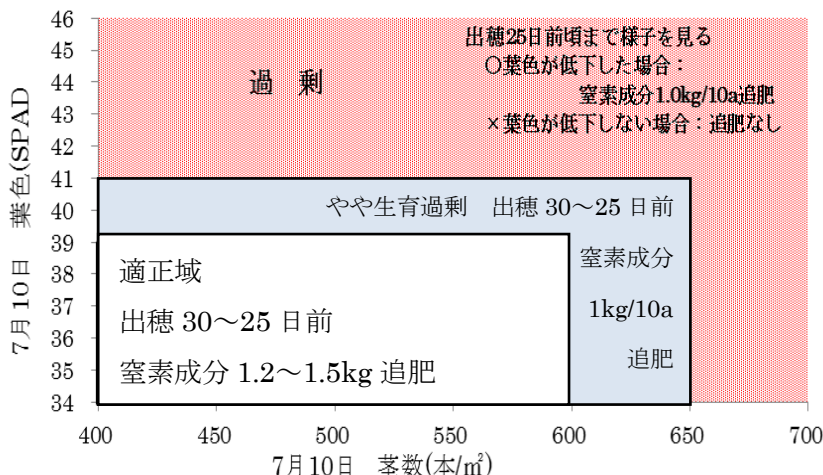 出穂25日前頃まで様子を見る
〇葉色が低下した場合：
窒素成分1.0kg/10a追肥
×葉色が低下しない場合：追肥なし
過 剰
やや生育過剰　出穂 30～25 日前
窒素成分
1kg/10a
追肥
適正域
出穂 30～25 日前
窒素成分 1.2～1.5kg 追肥
7月10日　葉色(SPAD
46
45
44
43
42
41
40
39
38
37
36
35
34
400 450 500 550 600 650 700
7月10日　茎数(本/㎡)